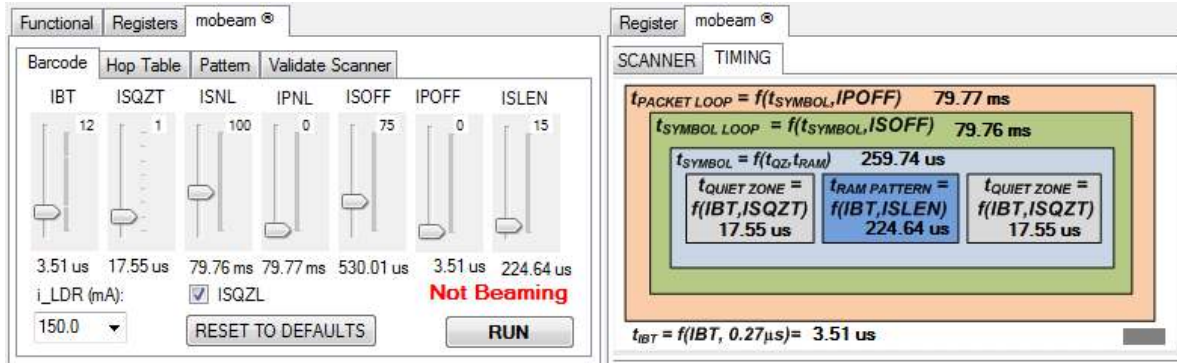 Functional Registers mobeam ®
Barcode Hop Table Pattern Validate Scanner
IBT ISQZT ISNL IPNL ISOFF IPOFF ISLEN
12 1 100 0 75 0 15
3.51 us 17.55 us 79.76 ms 79.77 ms 530.01 us 3.51 us 224.64 us
i_LDR (mA): ISQZL Not Beaming
150.0 RESET TO DEFAULTS RUN
Register mobeam ®
SCANNER TIMING
tPACKET LOOP = f(tSYMBOL,IPOFF) 79.77 ms
tSYMBOL LOOP = f(tSYMBOL,ISOFF) 79.76 ms
tSYMBOL = f(tQZ,tRAM) 259.74 us
tQUIET ZONE = tRAM PATTERN = tQUIET ZONE =
f(IBT,ISQZT) f(IBT,ISLEN) f(IBT,ISQZT)
17.55 us 224.64 us 17.55 us
tIBT = f(IBT, 0.27µs)= 3.51 us